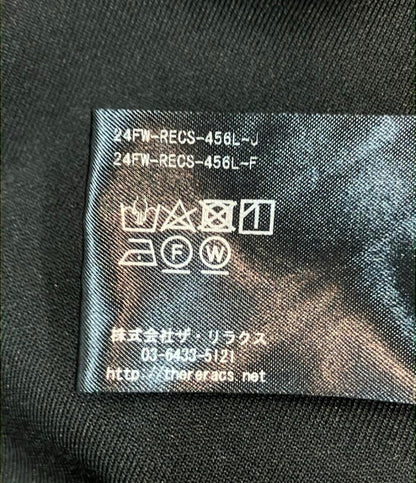 24FW-RECS-456L-J
24FW-RECS-456L-F
F W
株式会社ザ・リラクス
03-6433-5121
http://thereracs.net